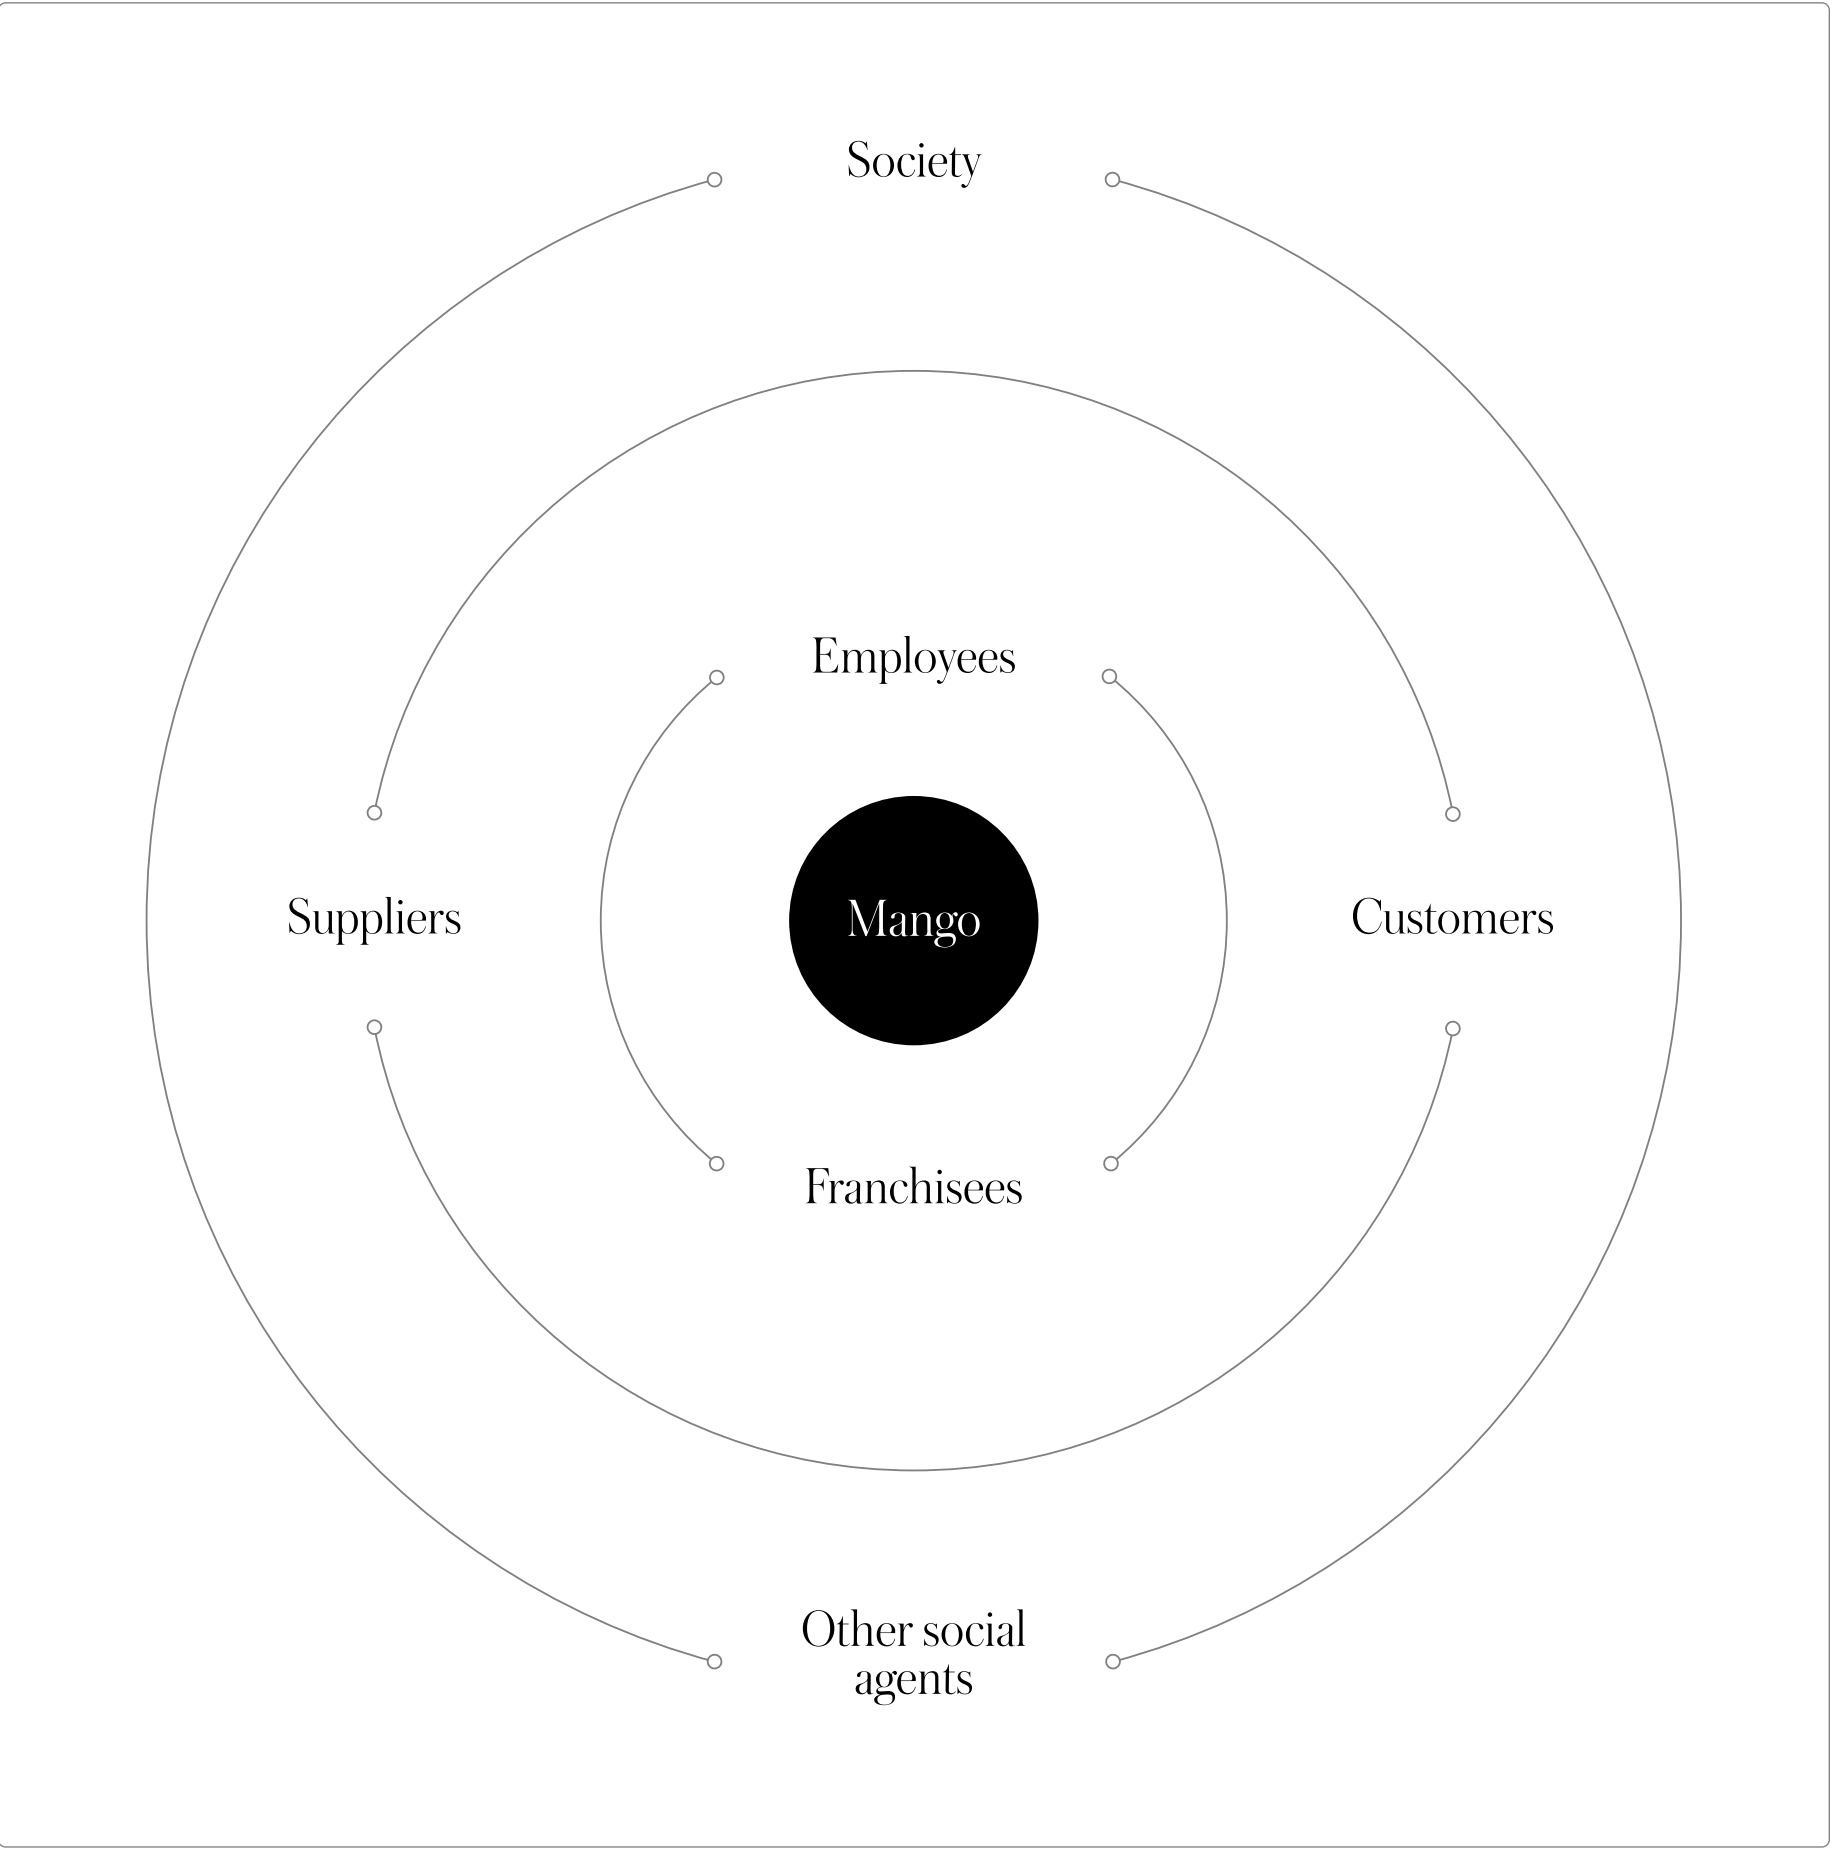 Society
Employees
Suppliers
Mango
Customers
Franchisees
Other social
agents